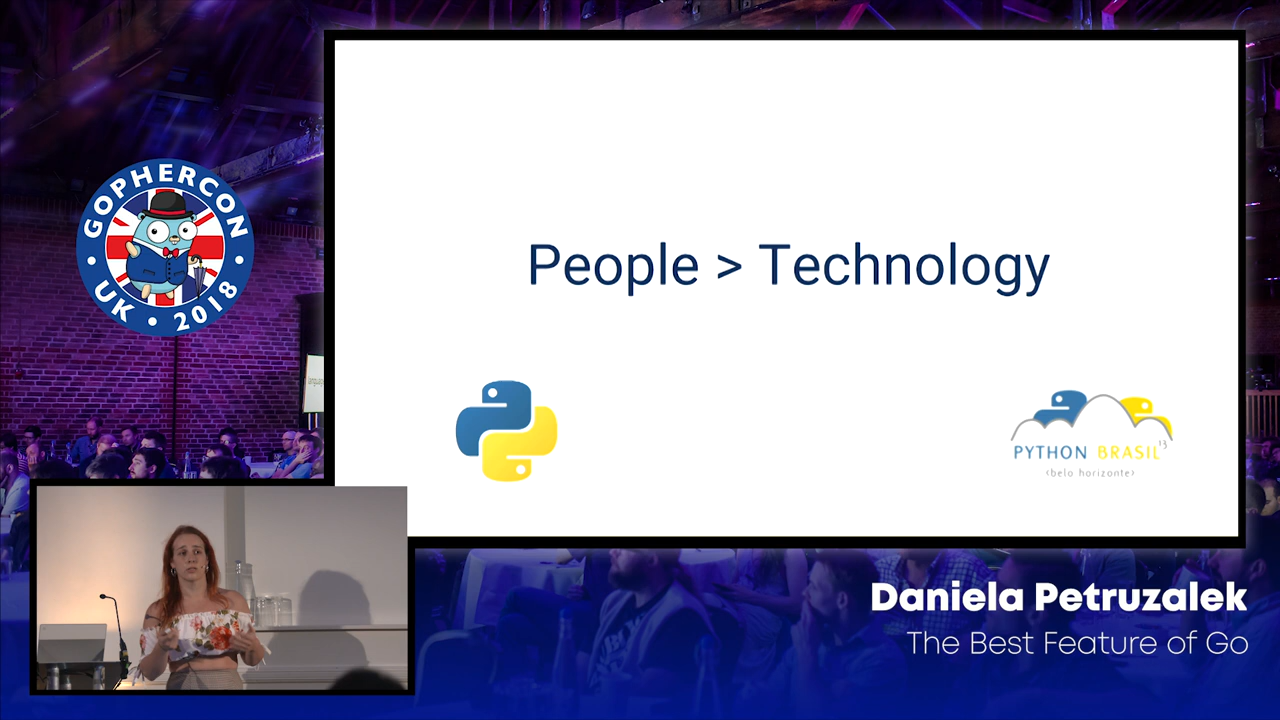 GOPHERCON
UK • 2018
People > Technology
PYTHON BRASIL 13
<belo horizonte>
Daniela Petruzalek
The Best Feature of Go